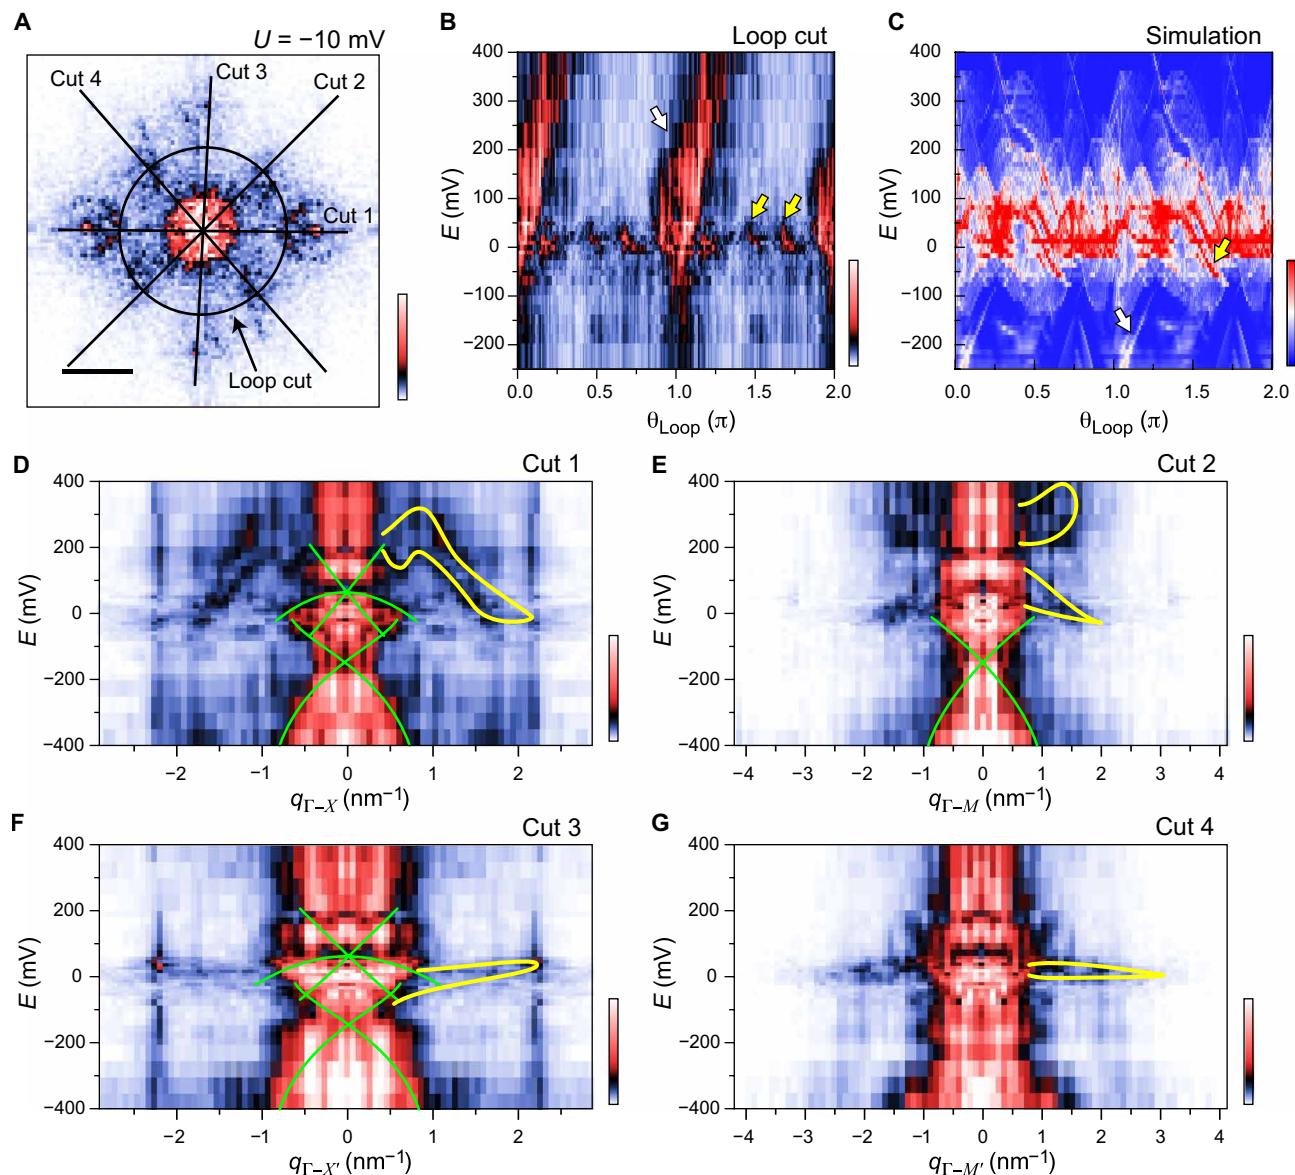 A
U = −10 mV
Cut 4
Cut 3
Cut 2
Cut 1
Loop cut
B
Loop cut
E (mV)
400
300
200
100
0
−100
−200
0.0
0.5
1.0
1.5
2.0
θLoop (π)
C
Simulation
E (mV)
400
300
200
100
0
−100
−200
0.0
0.5
1.0
1.5
2.0
θLoop (π)
D
Cut 1
E (mV)
400
200
0
−200
−400
−2
−1
0
1
2
qΓ−X (nm⁻¹)
E
Cut 2
E (mV)
400
200
0
−200
−400
−4
−3
−2
−1
0
1
2
3
4
qΓ−M (nm⁻¹)
F
Cut 3
E (mV)
400
200
0
−200
−400
−2
−1
0
1
2
qΓ−X′ (nm⁻¹)
G
Cut 4
E (mV)
400
200
0
−200
−400
−4
−3
−2
−1
0
1
2
3
4
qΓ−M′ (nm⁻¹)